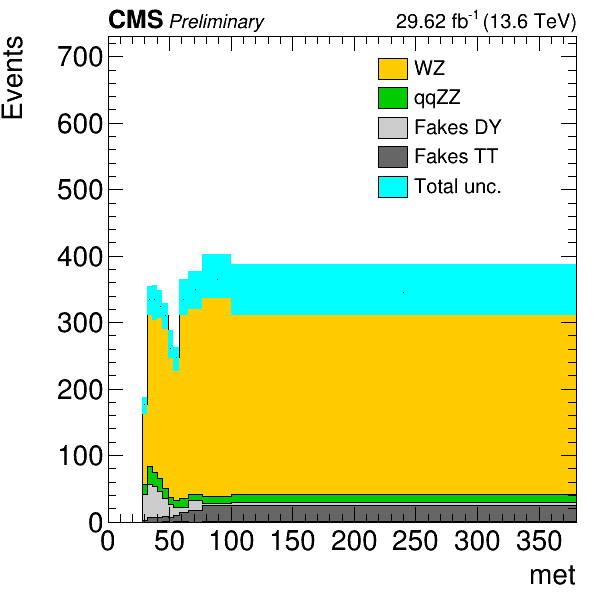 CMS Preliminary 29.62 fb⁻¹ (13.6 TeV)
Events
700
600
500
400
300
200
100
0
WZ
qqZZ
Fakes DY
Fakes TT
Total unc.
0 50 100 150 200 250 300 350
met